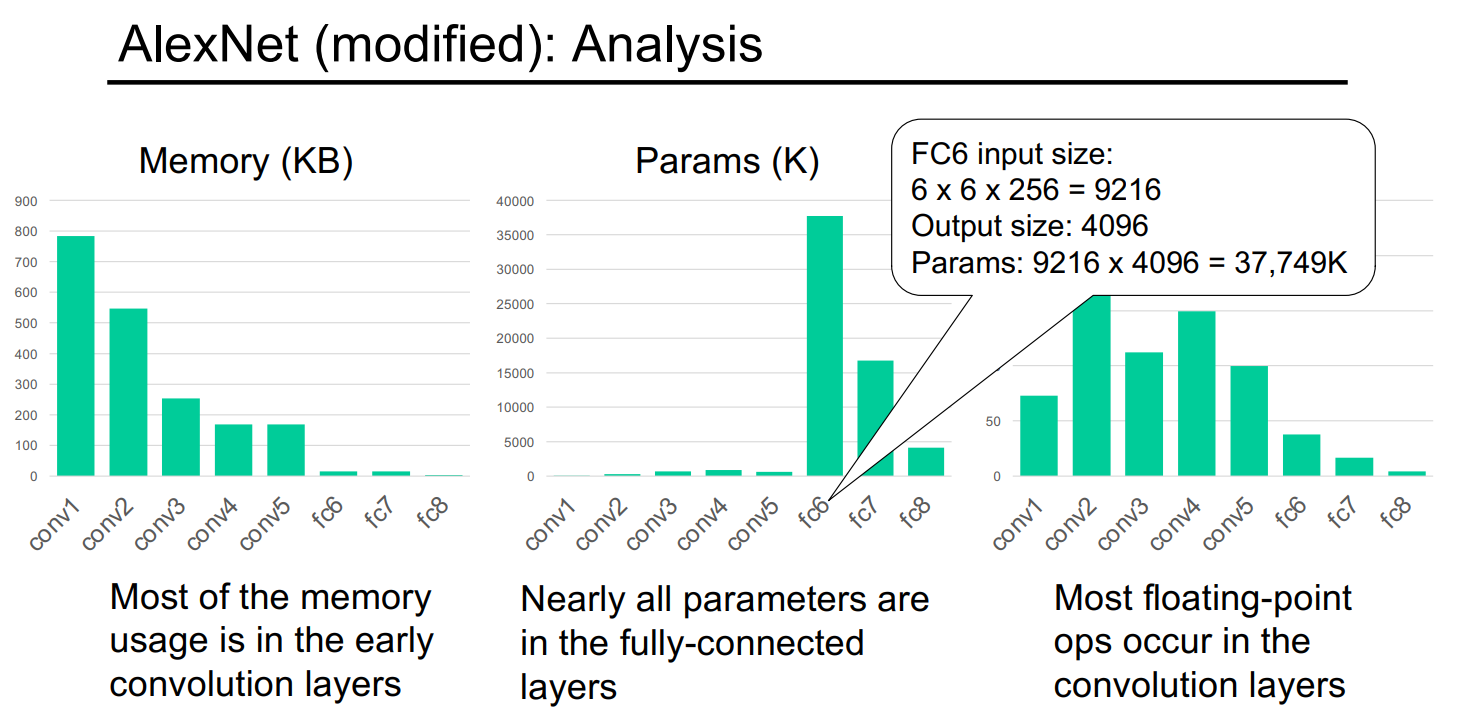 AlexNet (modified): Analysis
Memory (KB)
900
800
700
600
500
400
300
200
100
0
conv1
conv2
conv3
conv4
conv5
fc6
fc7
fc8
Most of the memory
usage is in the early
convolution layers
Params (K)
40000
35000
30000
25000
20000
15000
10000
5000
0
conv1
conv2
conv3
conv4
conv5
fc6
fc7
fc8
Nearly all parameters are
in the fully-connected
layers
FC6 input size:
6 x 6 x 256 = 9216
Output size: 4096
Params: 9216 x 4096 = 37,749K
50
0
conv1
conv2
conv3
conv4
conv5
fc6
fc7
fc8
Most floating-point
ops occur in the
convolution layers